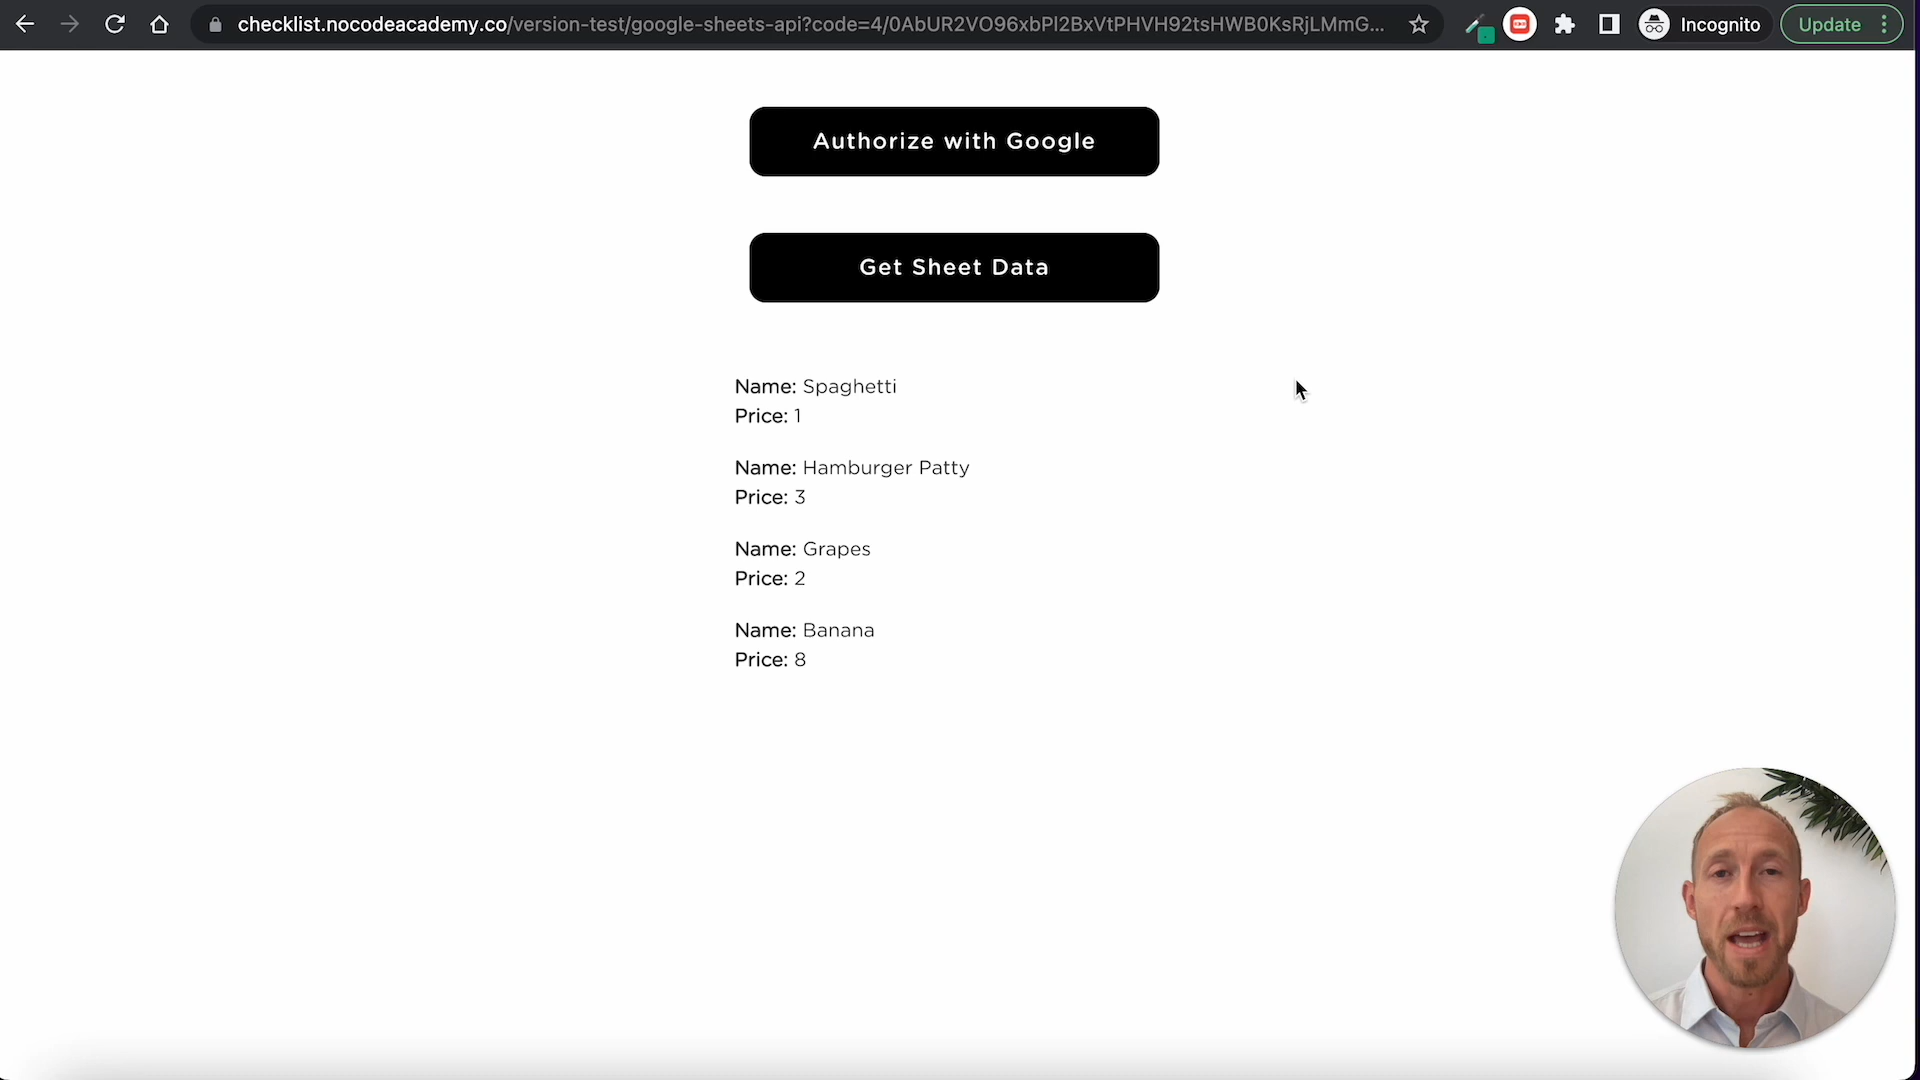 checklist.nocodeacademy.co/version-test/google-sheets-api?code=4/0AbUR2VO96xbPl2BxVtPHVH92tsHWB0KsRjLMmG...
Incognito
Update
Authorize with Google
Get Sheet Data
Name: Spaghetti
Price: 1
Name: Hamburger Patty
Price: 3
Name: Grapes
Price: 2
Name: Banana
Price: 8